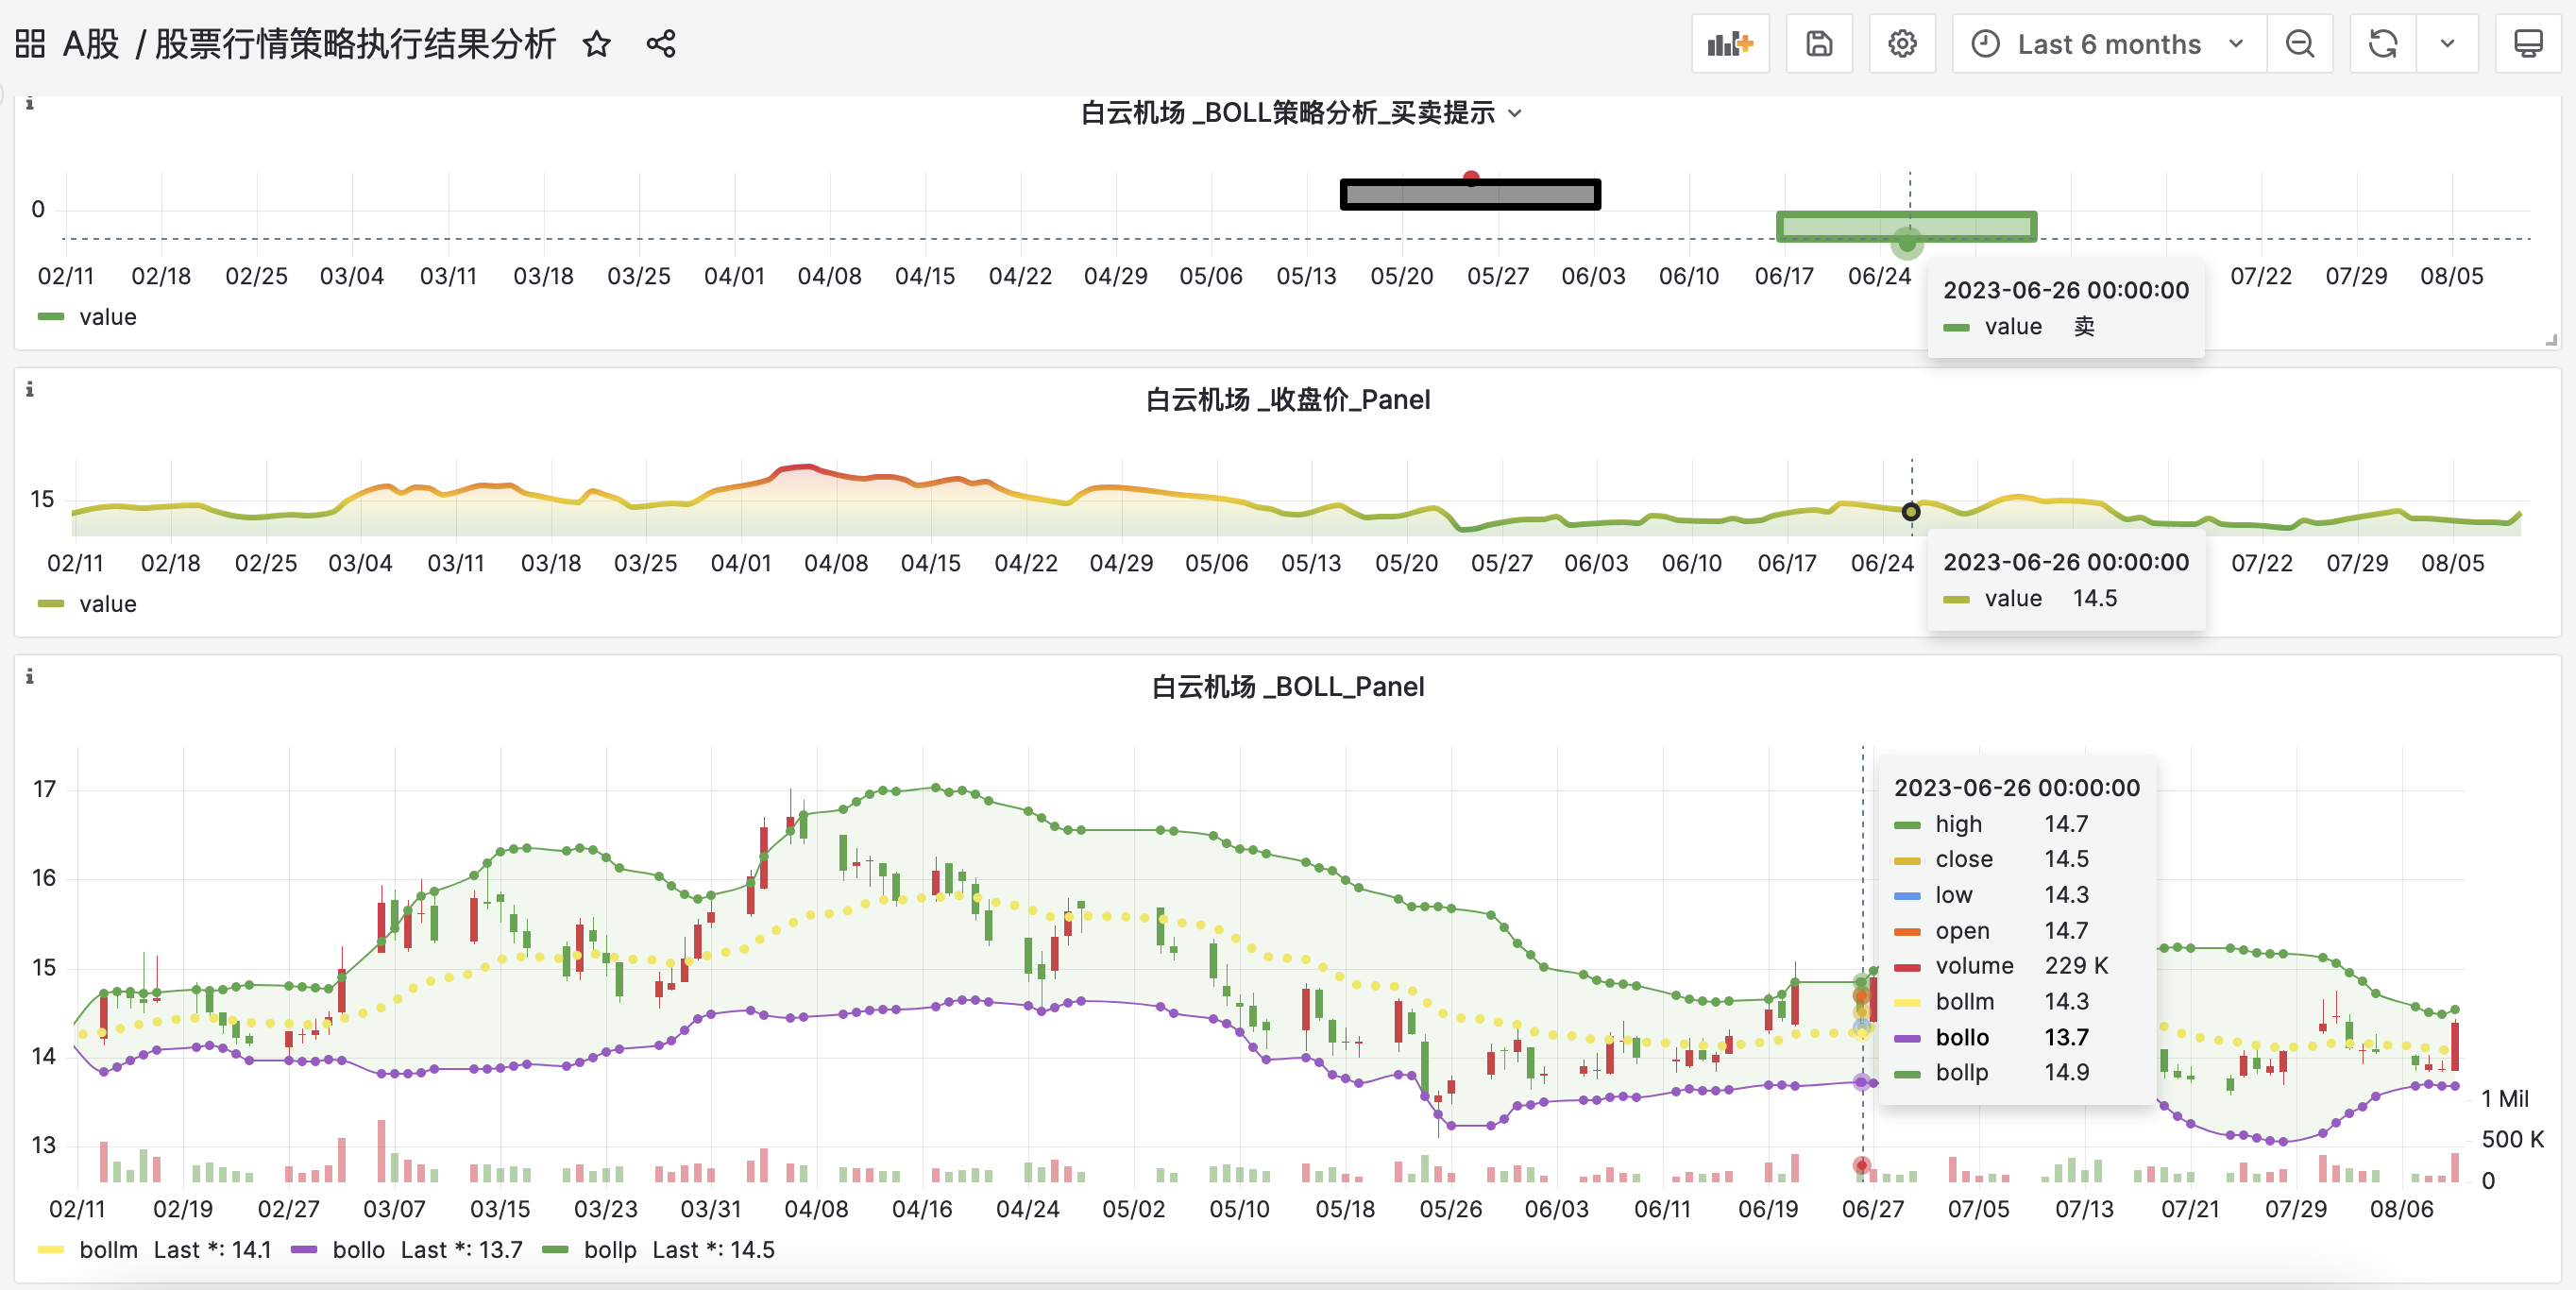 A股 / 股票行情策略执行结果分析 Last 6 months
白云机场 _BOLL策略分析_买卖提示
0
02/11 02/18 02/25 03/04 03/11 03/18 03/25 04/01 04/08 04/15 04/22 04/29 05/06 05/13 05/20 05/27 06/03 06/10 06/17 06/24 07/22 07/29 08/05
2023-06-26 00:00:00
value 卖
value
白云机场 _收盘价_Panel
15
02/11 02/18 02/25 03/04 03/11 03/18 03/25 04/01 04/08 04/15 04/22 04/29 05/06 05/13 05/20 05/27 06/03 06/10 06/17 06/24 07/22 07/29 08/05
2023-06-26 00:00:00
value 14.5
value
白云机场 _BOLL_Panel
17
16
15
14
13
2023-06-26 00:00:00
high 14.7
close 14.5
low 14.3
open 14.7
volume 229 K
bollm 14.3
bollo 13.7
bollp 14.9
1 Mil
500 K
0
02/11 02/19 02/27 03/07 03/15 03/23 03/31 04/08 04/16 04/24 05/02 05/10 05/18 05/26 06/03 06/11 06/19 06/27 07/05 07/13 07/21 07/29 08/06
bollm Last *: 14.1 bollo Last *: 13.7 bollp Last *: 14.5